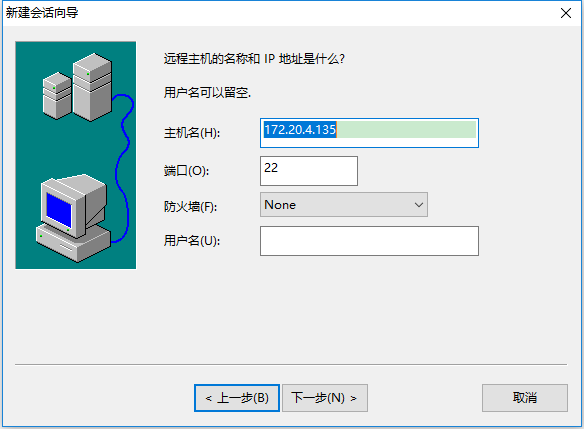 新建会话向导
远程主机的名称和 IP 地址是什么?
用户名可以留空.
主机名(H): 172.20.4.135
端口(O): 22
防火墙(F): None
用户名(U):
< 上一步(B) 下一步(N) > 取消